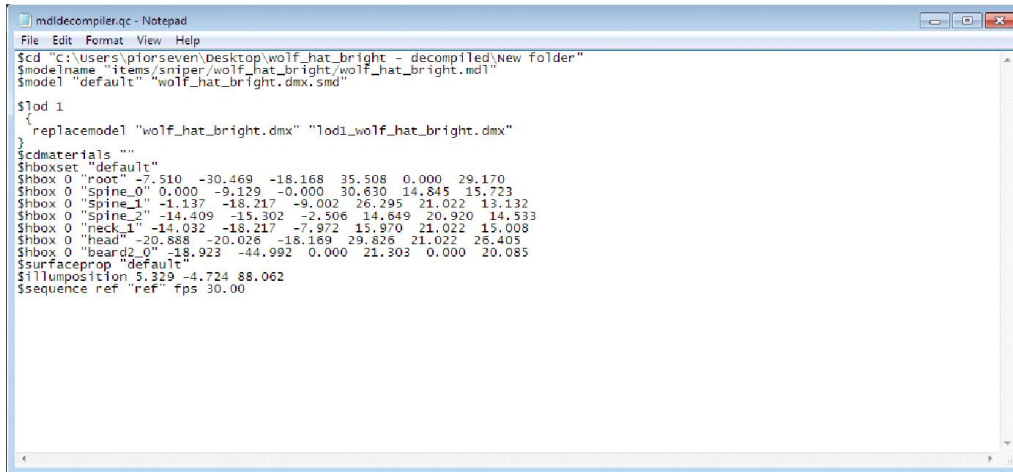 mdldecompiler.qc - Notepad
File Edit Format View Help
$cd "C:\Users\piorseven\Desktop\wolf_hat_bright - decompiled\New folder"
$modelname "items/sniper/wolf_hat_bright/wolf_hat_bright.mdl"
$model "default" "wolf_hat_bright.dmx.smd"
$lod 1
{
replacemodel "wolf_hat_bright.dmx" "lod1_wolf_hat_bright.dmx"
}
$cdmaterials ""
$hboxset "default"
$hbox 0 "root" -7.510 -30.469 -18.168 35.508 0.000 29.170
$hbox 0 "Spine_0" 0.000 -9.129 -0.000 30.630 14.845 15.723
$hbox 0 "Spine_1" -1.137 -18.217 -9.002 26.295 21.022 13.132
$hbox 0 "Spine_2" -14.409 -15.302 -2.506 14.649 20.920 14.533
$hbox 0 "neck_1" -14.032 -18.217 -7.972 15.970 21.022 15.008
$hbox 0 "head" -20.888 -20.026 -18.169 29.826 21.022 26.405
$hbox 0 "beard2_0" -18.923 -44.992 0.000 21.303 0.000 20.085
$surfaceprop "default"
$illumposition 5.329 -4.724 88.062
$sequence ref "ref" fps 30.00